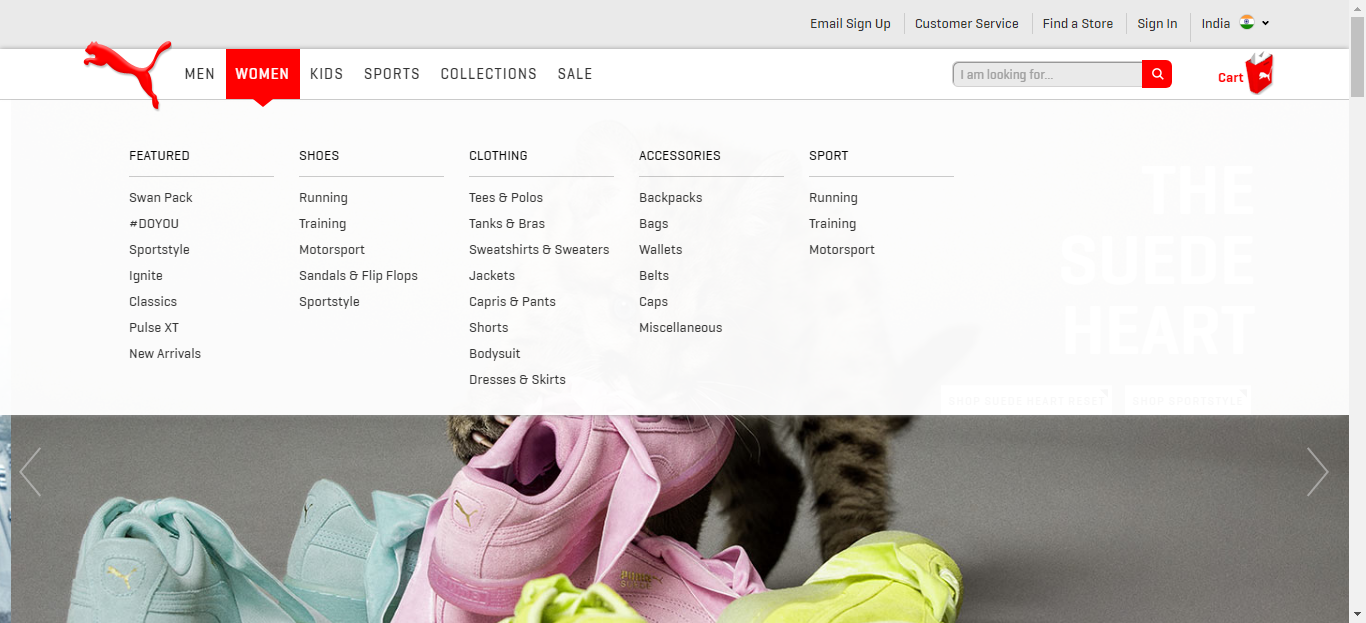 Email Sign Up
Customer Service
Find a Store
Sign In
India
MEN
WOMEN
KIDS
SPORTS
COLLECTIONS
SALE
I am looking for...
Cart
FEATURED
Swan Pack
#DOYOU
Sportstyle
Ignite
Classics
Pulse XT
New Arrivals
SHOES
Running
Training
Motorsport
Sandals & Flip Flops
Sportstyle
CLOTHING
Tees & Polos
Tanks & Bras
Sweatshirts & Sweaters
Jackets
Capris & Pants
Shorts
Bodysuit
Dresses & Skirts
ACCESSORIES
Backpacks
Bags
Wallets
Belts
Caps
Miscellaneous
SPORT
Running
Training
Motorsport
THE
SUEDE
HEART
SHOP SUEDE HEART RESET
SHOP SPORTSTYLE
PUMA
SUEDE